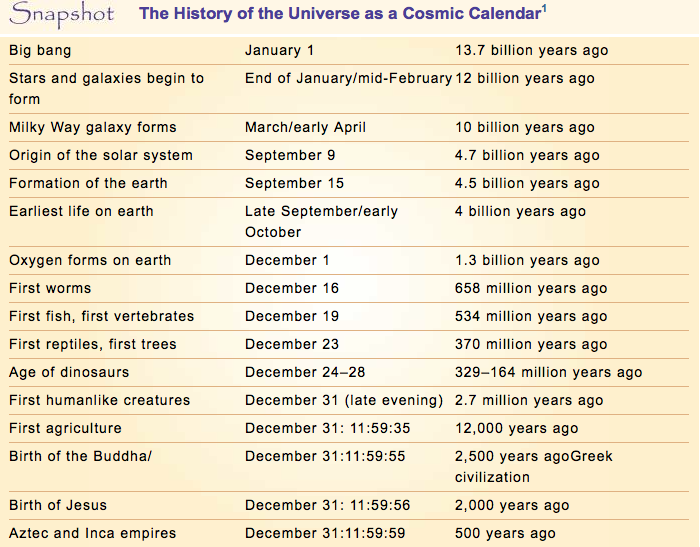 Snapshot The History of the Universe as a Cosmic Calendar1
Big bang January 1 13.7 billion years ago
Stars and galaxies begin to End of January/mid-February 12 billion years ago
form
Milky Way galaxy forms March/early April 10 billion years ago
Origin of the solar system September 9 4.7 billion years ago
Formation of the earth September 15 4.5 billion years ago
Earliest life on earth Late September/early 4 billion years ago
October
Oxygen forms on earth December 1 1.3 billion years ago
First worms December 16 658 million years ago
First fish, first vertebrates December 19 534 million years ago
First reptiles, first trees December 23 370 million years ago
Age of dinosaurs December 24–28 329–164 million years ago
First humanlike creatures December 31 (late evening) 2.7 million years ago
First agriculture December 31: 11:59:35 12,000 years ago
Birth of the Buddha/ December 31:11:59:55 2,500 years agoGreek
civilization
Birth of Jesus December 31: 11:59:56 2,000 years ago
Aztec and Inca empires December 31:11:59:59 500 years ago